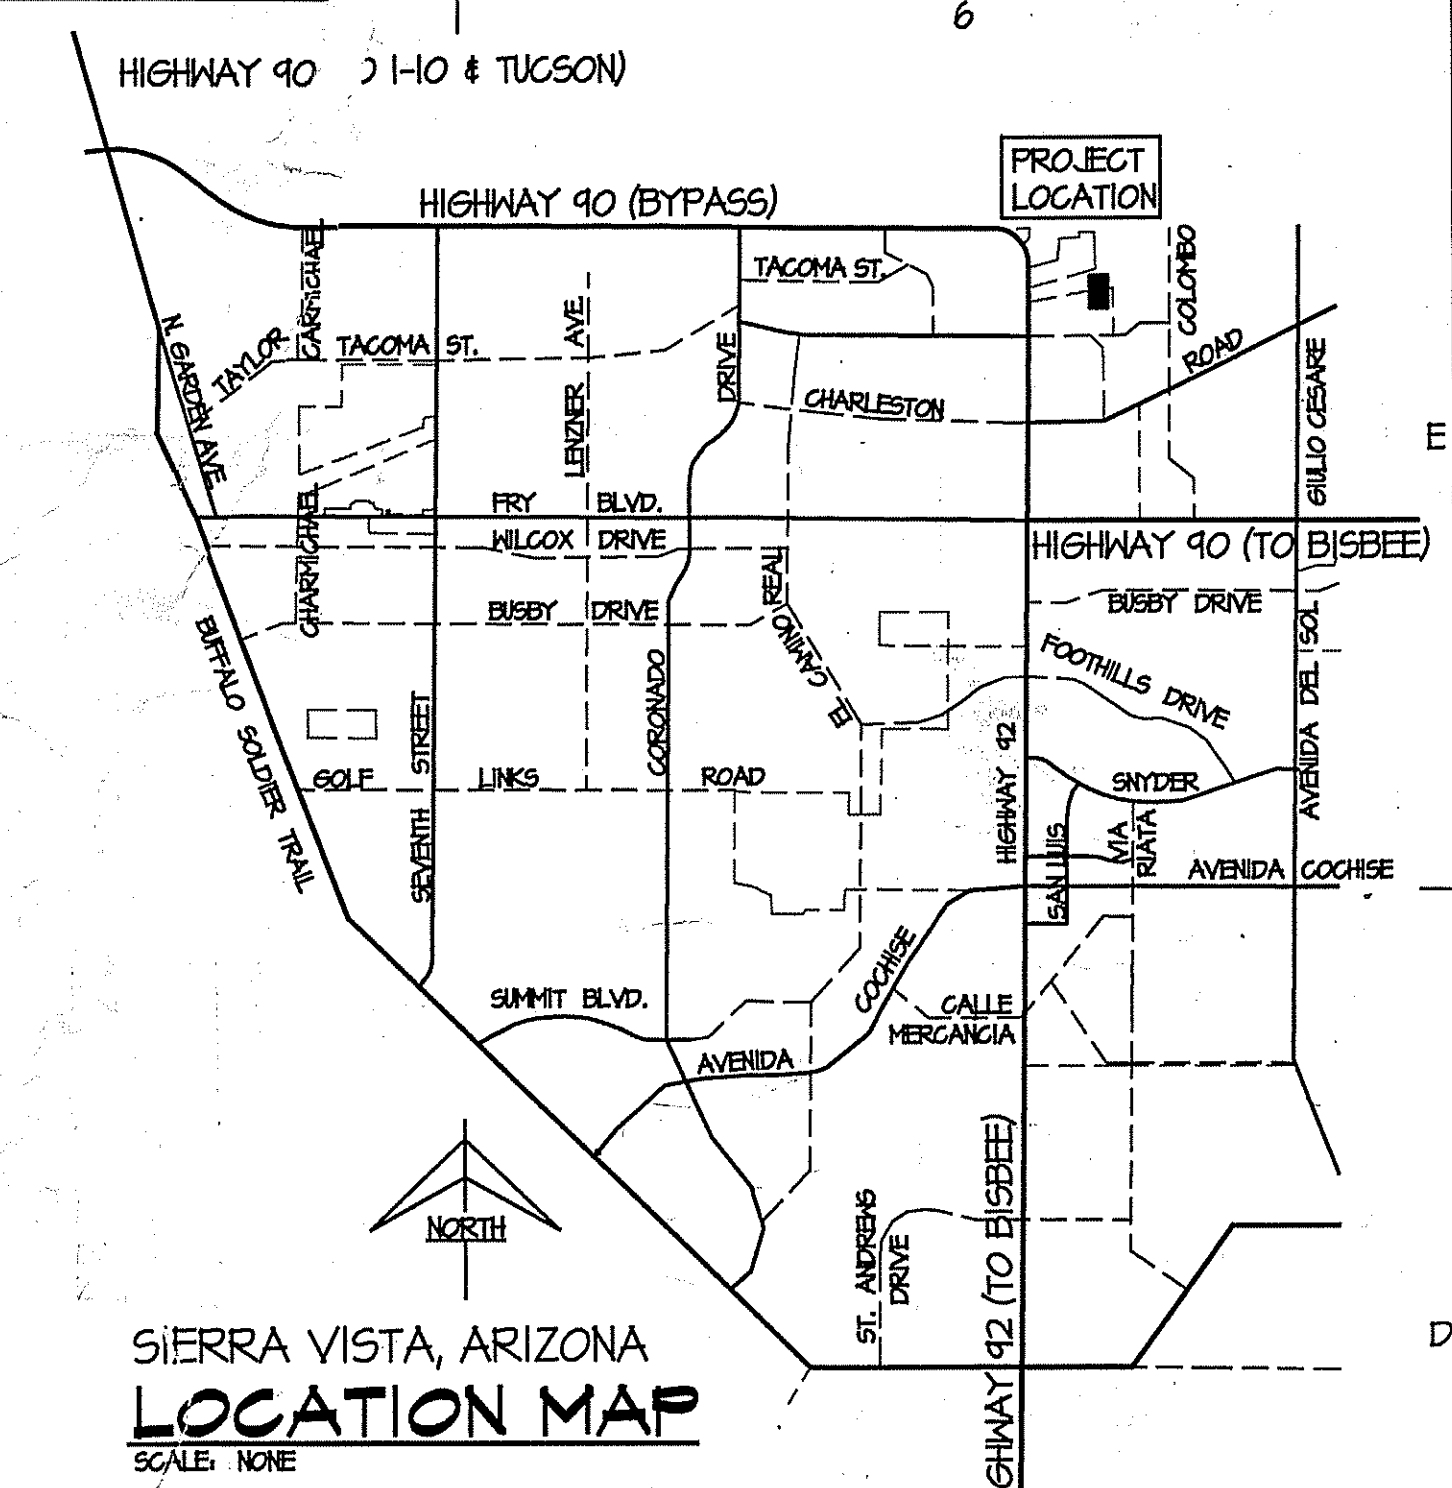 6
HIGHWAY 90 I-10 & TUCSON)
PROJECT
LOCATION
HIGHWAY 90 (BYPASS)
CARMICHAEL
TACOMA ST.
COLOMBO
N. GARDEN AVE.
TAYLOR
TACOMA ST.
LENZNER AVE.
DRIVE
CHARLESTON
ROAD
GIULIO CESARE
E
CHARMICHAEL
FRY BLVD.
WILCOX DRIVE
HIGHWAY 90 (TO BISBEE)
BUSBY DRIVE
EL CAMINO REAL
BUSBY DRIVE
BUFFALO SOLDIER TRAIL
FOOTHILLS DRIVE
AVENIDA DEL SOL
SEVENTH STREET
CORONADO
GOLF LINKS ROAD
HIGHWAY 92
SNYDER
SAN LUIS
VIA
RIATA
AVENIDA COCHISE
SUMMIT BLVD.
AVENIDA COCHISE
CALLE
MERCANCIA
NORTH
ST. ANDREWS
DRIVE
GHWAY 92 (TO BISBEE)
D
SIERRA VISTA, ARIZONA
LOCATION MAP
SCALE: NONE